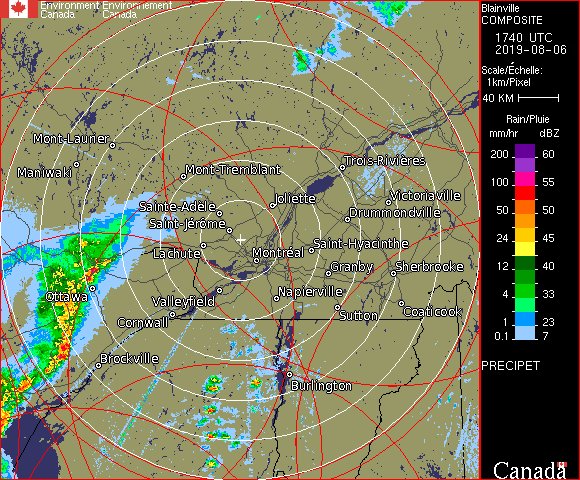 Environment Environnement
Canada Canada
Blainville
COMPOSITE
1740 UTC
2019-08-06
Scale/Échelle:
1km/Pixel
40 KM
Rain/Pluie
mm/hr dBZ
200 60
100 55
50 50
24 45
12 40
4 33
1 23
0.1 7
PRECIPET
Canada
Mont-Laurier
Maniwaki
Mont-Tremblant
Trois-Rivières
Sainte-Adèle
Joliette
Victoriaville
Drummondville
Saint-Jérôme
Lachute
Montréal
Saint-Hyacinthe
Granby
Sherbrooke
Ottawa
Valleyfield
Napierville
Sutton
Coaticook
Cornwall
Brockville
Burlington